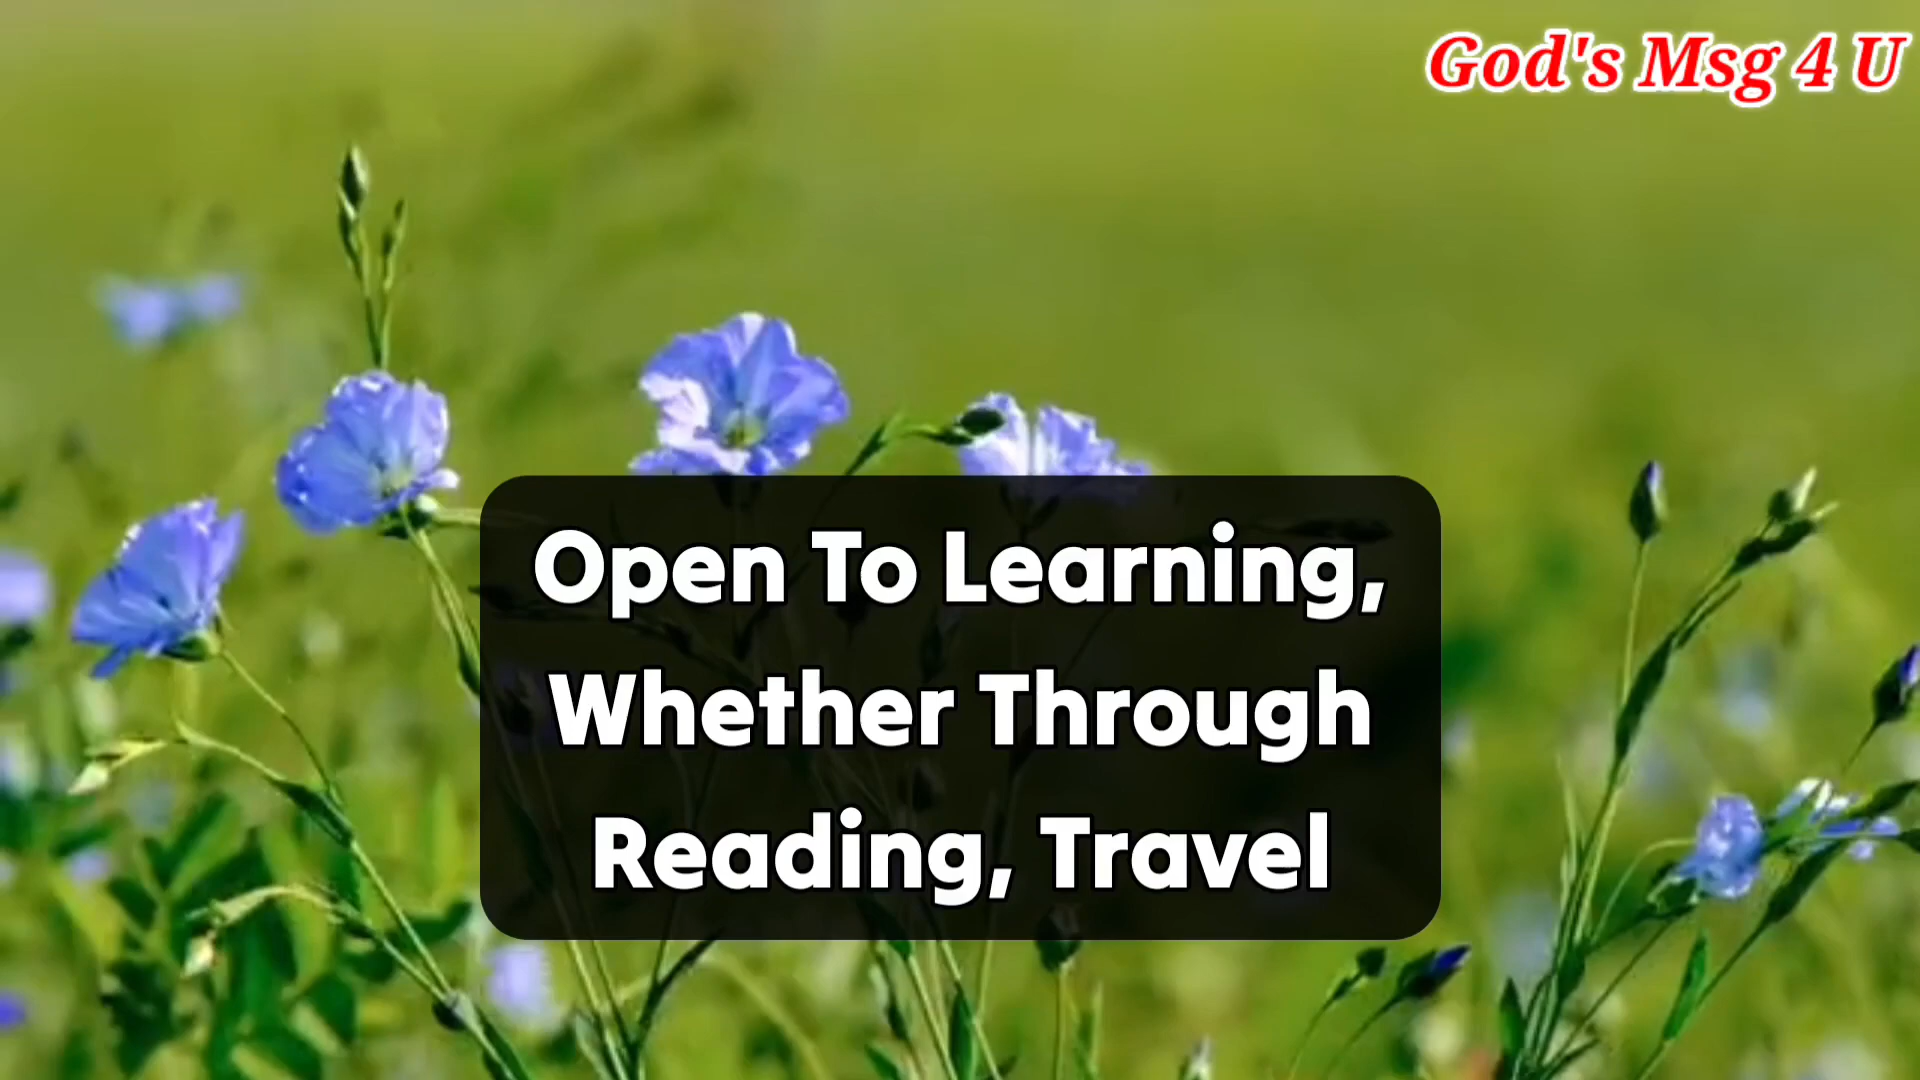 God's Msg 4 U
Open To Learning,
Whether Through
Reading, Travel